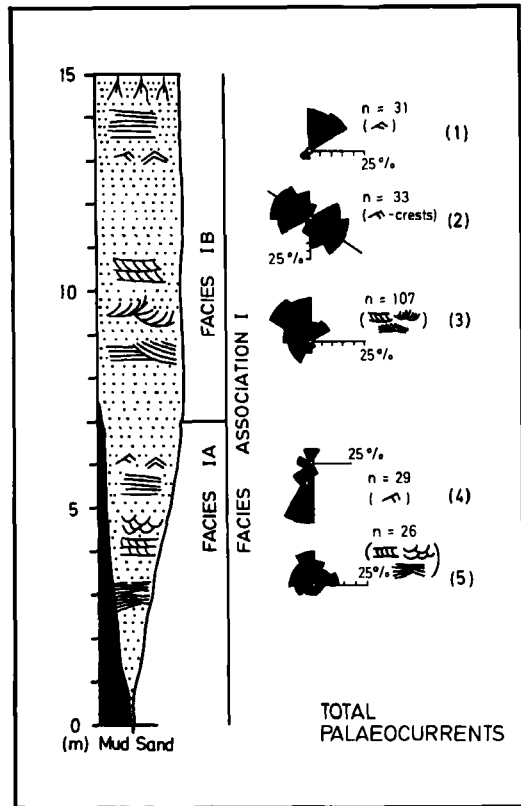 15
10
5
0
(m) Mud Sand
FACIES IB
FACIES IA
FACIES ASSOCIATION I
n = 31
(1)
25%
n = 33
(-crests)
(2)
25%
n = 107
(3)
25%
25%
n = 29
(4)
n = 26
25%
(5)
TOTAL
PALAEOCURRENTS